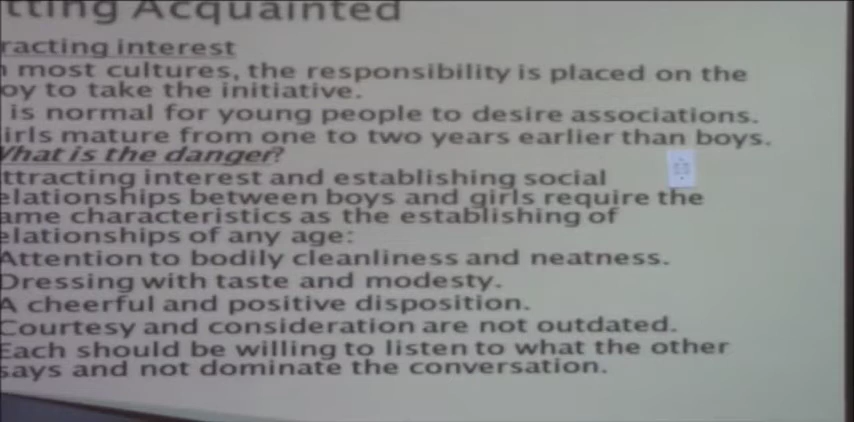 tting Acquainted
racting interest
most cultures, the responsibility is placed on the
oy to take the initiative.
is normal for young people to desire associations.
irls mature from one to two years earlier than boys.
What is the danger?
ttracting interest and establishing social
elationships between boys and girls require the
ame characteristics as the establishing of
elationships of any age:
Attention to bodily cleanliness and neatness.
Dressing with taste and modesty.
A cheerful and positive disposition.
Courtesy and consideration are not outdated.
Each should be willing to listen to what the other
says and not dominate the conversation.